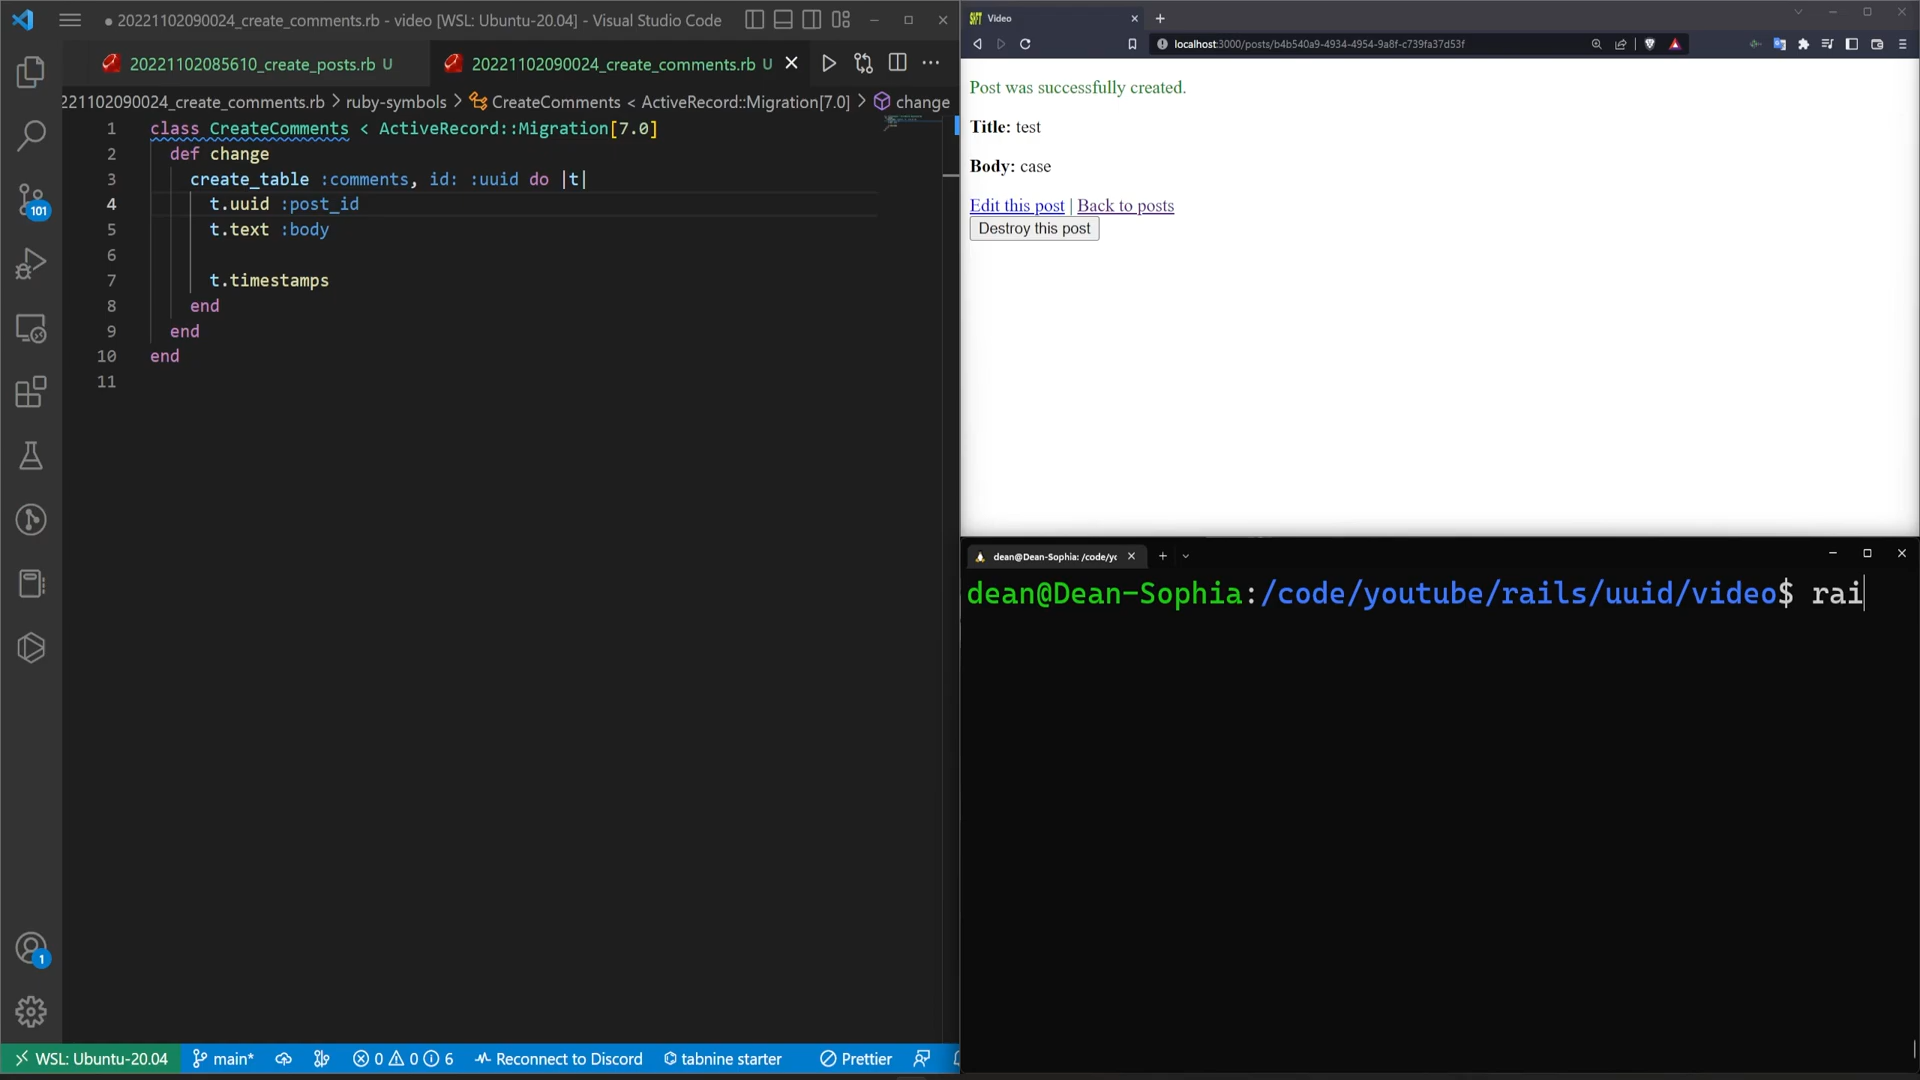 20221102090024_create_comments.rb - video [WSL: Ubuntu-20.04] - Visual Studio Code
20221102085610_create_posts.rb U
20221102090024_create_comments.rb U
221102090024_create_comments.rb > ruby-symbols > CreateComments < ActiveRecord::Migration[7.0] > change
1 class CreateComments < ActiveRecord::Migration[7.0]
2 def change
3 create_table :comments, id: :uuid do |t|
4 t.uuid :post_id
5 t.text :body
6
7 t.timestamps
8 end
9 end
10 end
11
101
1
WSL: Ubuntu-20.04 main* 0 0 6 Reconnect to Discord tabnine starter Prettier
Video
localhost:3000/posts/b4b540a9-4934-4954-9a8f-c739fa37d53f
Post was successfully created.
Title: test
Body: case
Edit this post | Back to posts
Destroy this post
dean@Dean-Sophia: /code/yc
dean@Dean-Sophia:/code/youtube/rails/uuid/video$ rai